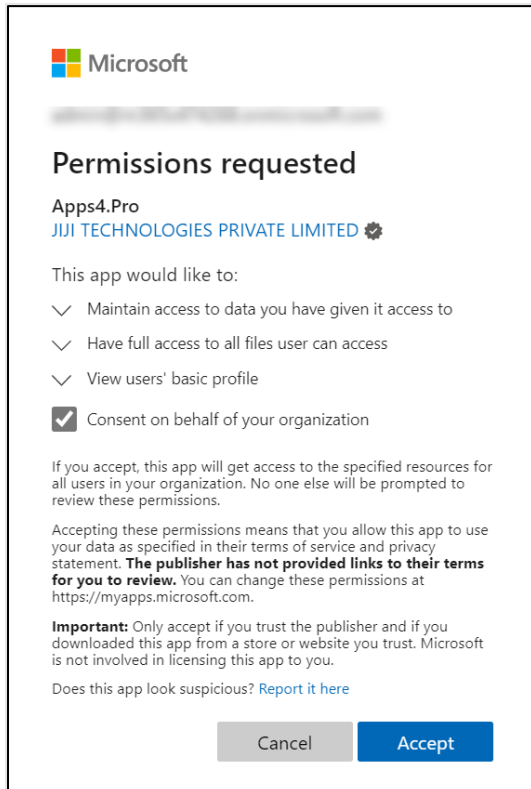 Microsoft
Permissions requested
Apps4.Pro
JIJI TECHNOLOGIES PRIVATE LIMITED
This app would like to:
Maintain access to data you have given it access to
Have full access to all files user can access
View users' basic profile
Consent on behalf of your organization
If you accept, this app will get access to the specified resources for
all users in your organization. No one else will be prompted to
review these permissions.
Accepting these permissions means that you allow this app to use
your data as specified in their terms of service and privacy
statement. The publisher has not provided links to their terms
for you to review. You can change these permissions at
https://myapps.microsoft.com.
Important: Only accept if you trust the publisher and if you
downloaded this app from a store or website you trust. Microsoft
is not involved in licensing this app to you.
Does this app look suspicious? Report it here
Cancel Accept